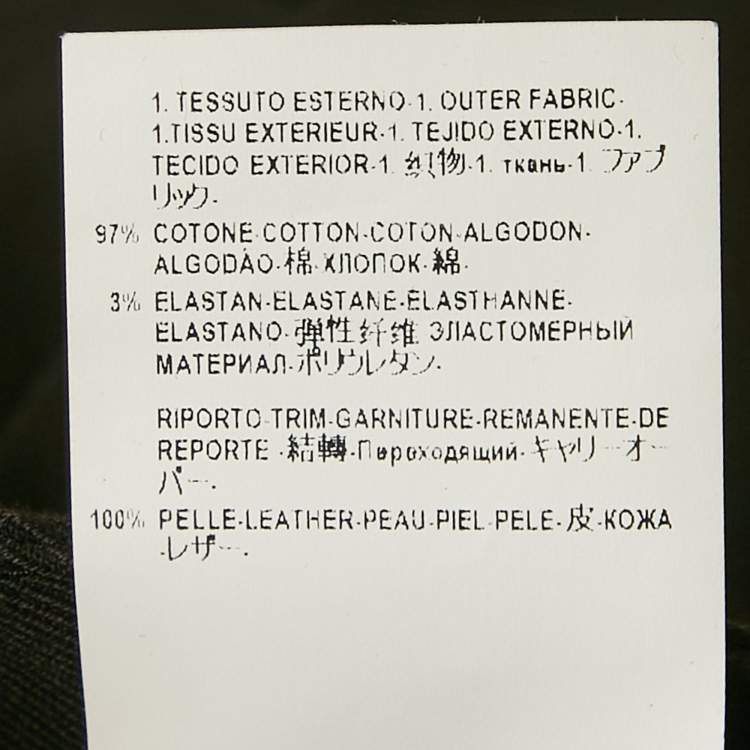 1. TESSUTO ESTERNO-1. OUTER FABRIC-
1.TISSU EXTERIEUR-1. TEJIDO EXTERNO-1.
TECIDO EXTERIOR-1. 织物-1. ткань-1. ファブ
リック-
97% COTONE-COTTON-COTON-ALGODON-
ALGODÃO-棉-ХЛОПОК-綿-
3% ELASTAN-ELASTANE-ELASTHANNE-
ELASTANO-弹性纤维 ЭЛАСТОМЕРНЫЙ
МАТЕРИАЛ-ポリウレタン-
RIPORTO-TRIM-GARNITURE-REMANENTE-DE
REPORTE -結轉-Переходящий-キャリーオー
バー-
100% PELLE-LEATHER-PEAU-PIEL-PELE-皮-КОЖА
-レザー-